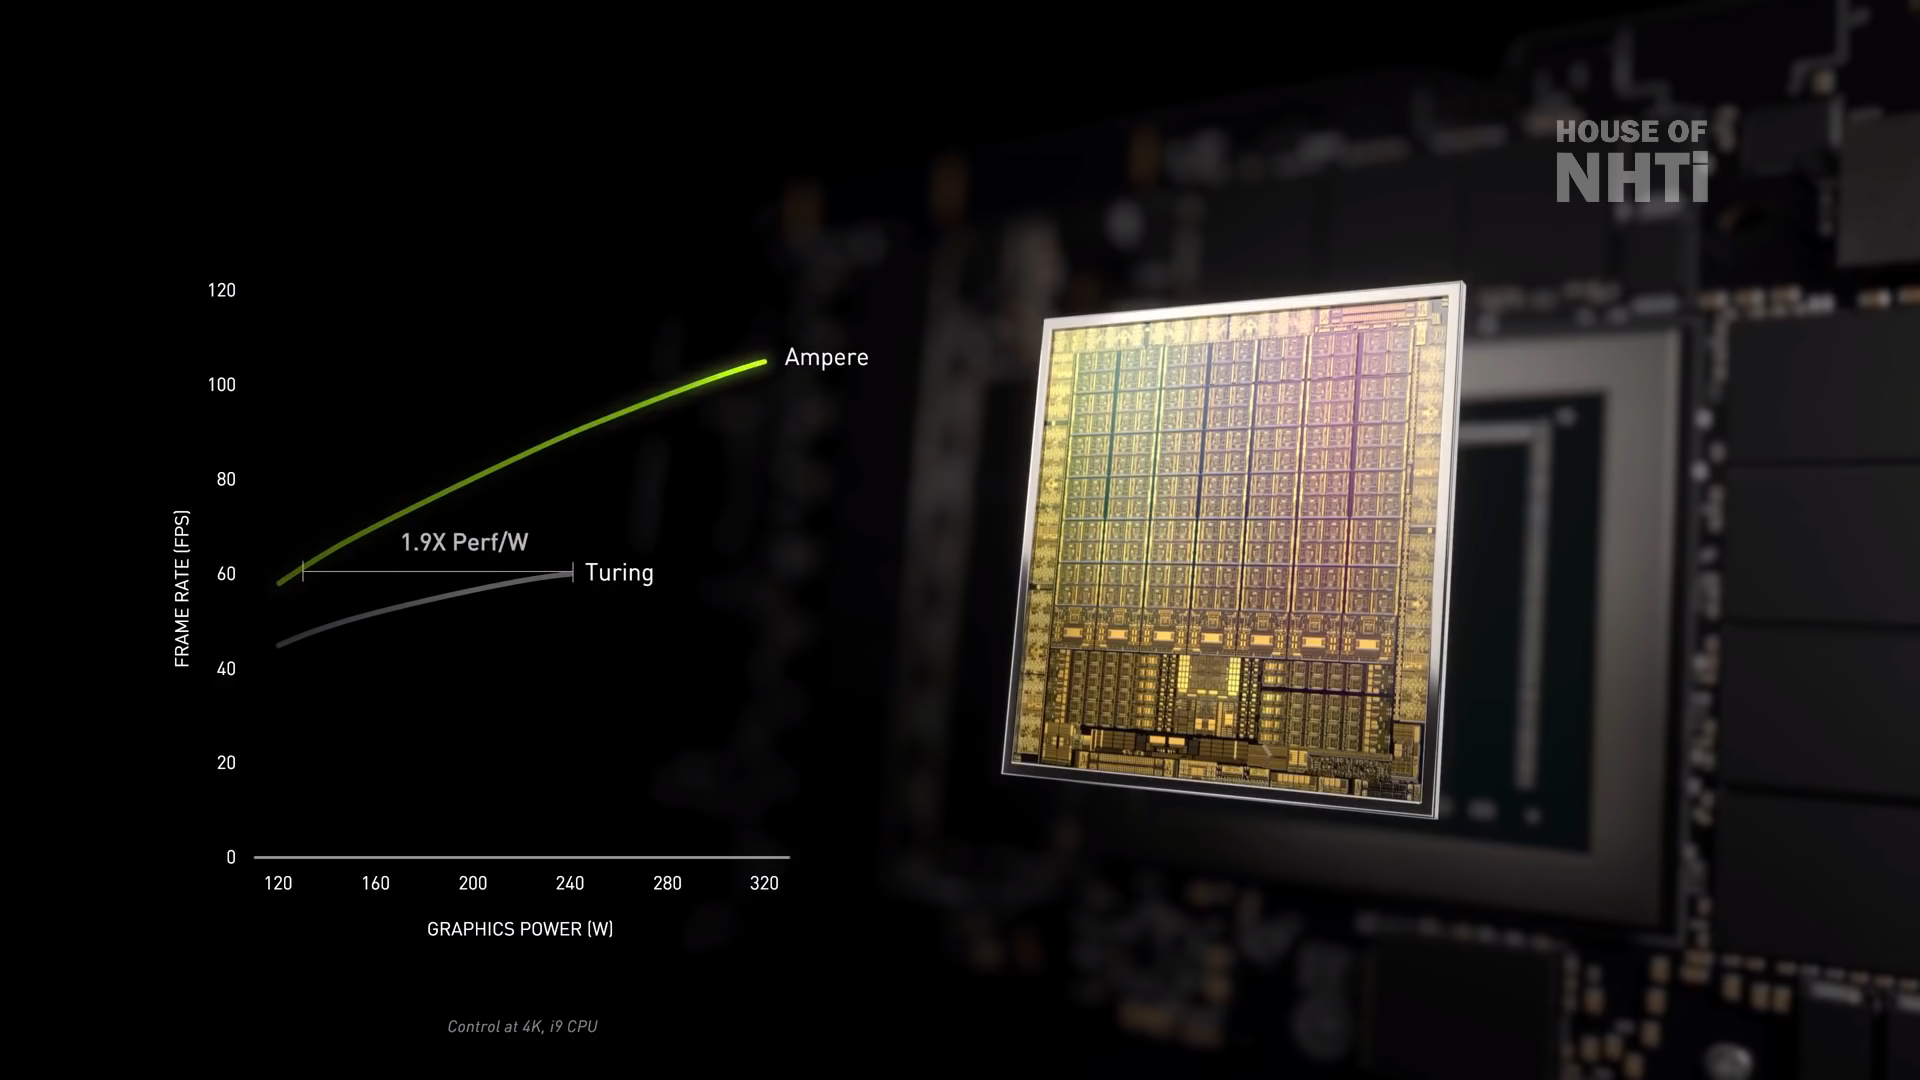 HOUSE OF
NHTi
120
100
80
60
40
20
0
FRAME RATE (FPS)
Ampere
1.9X Perf/W
Turing
120 160 200 240 280 320
GRAPHICS POWER (W)
Control at 4K, i9 CPU